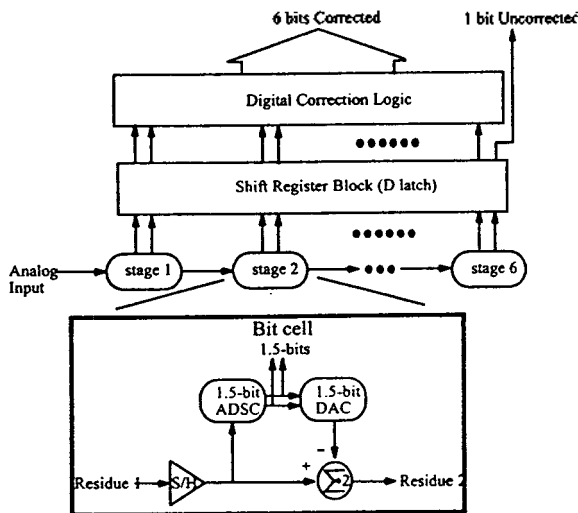 6 bits Corrected
1 bit Uncorrected
Digital Correction Logic
Shift Register Block (D latch)
Analog
Input
stage 1
stage 2
stage 6
Bit cell
1.5-bits
1.5-bit
ADSC
1.5-bit
DAC
Residue 1
S/H
+
−
Σ·2
Residue 2